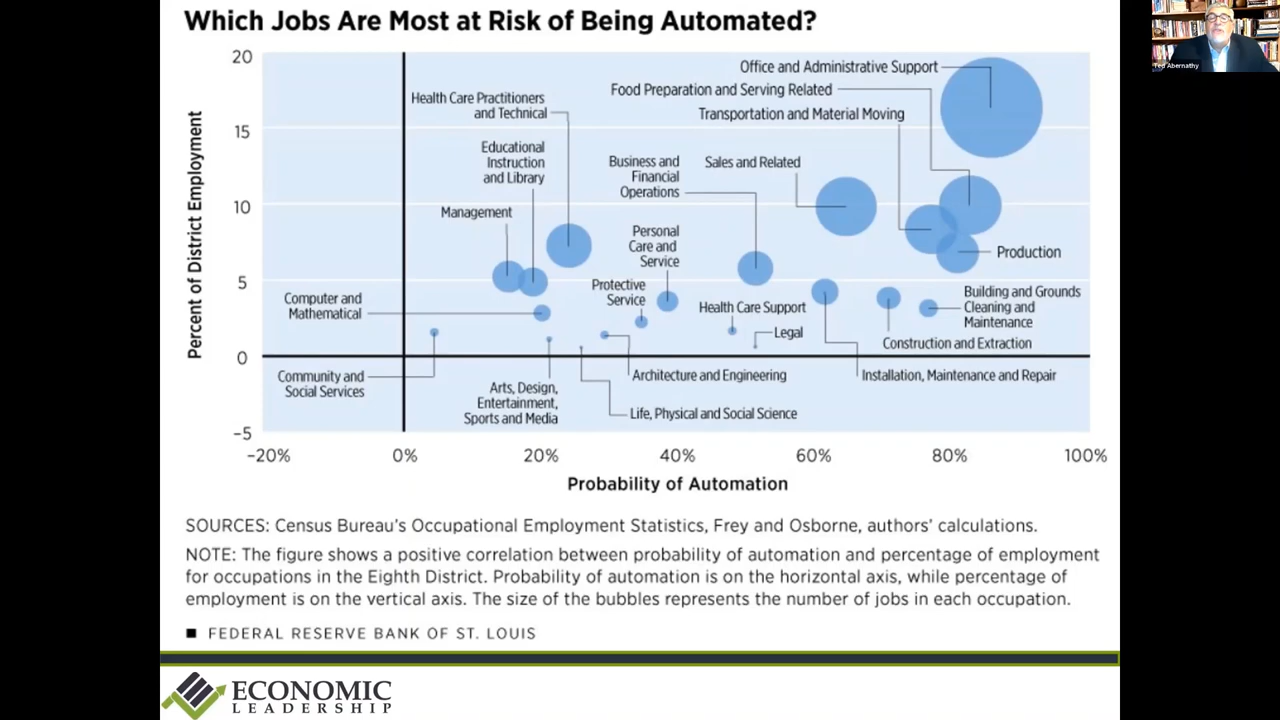 Which Jobs Are Most at Risk of Being Automated?
Ted Abernathy
Percent of District Employment
20
15
10
5
0
−5
Office and Administrative Support
Food Preparation and Serving Related
Transportation and Material Moving
Health Care Practitioners
and Technical
Educational
Instruction
and Library
Business and
Financial
Operations
Sales and Related
Management
Personal
Care and
Service
Production
Protective
Service
Computer and
Mathematical
Health Care Support
Building and Grounds
Cleaning and
Maintenance
Legal
Construction and Extraction
Community and
Social Services
Arts, Design,
Entertainment,
Sports and Media
Architecture and Engineering
Installation, Maintenance and Repair
Life, Physical and Social Science
−20%
0%
20%
40%
60%
80%
100%
Probability of Automation
SOURCES: Census Bureau's Occupational Employment Statistics, Frey and Osborne, authors' calculations.
NOTE: The figure shows a positive correlation between probability of automation and percentage of employment
for occupations in the Eighth District. Probability of automation is on the horizontal axis, while percentage of
employment is on the vertical axis. The size of the bubbles represents the number of jobs in each occupation.
FEDERAL RESERVE BANK OF ST. LOUIS
ECONOMIC
LEADERSHIP